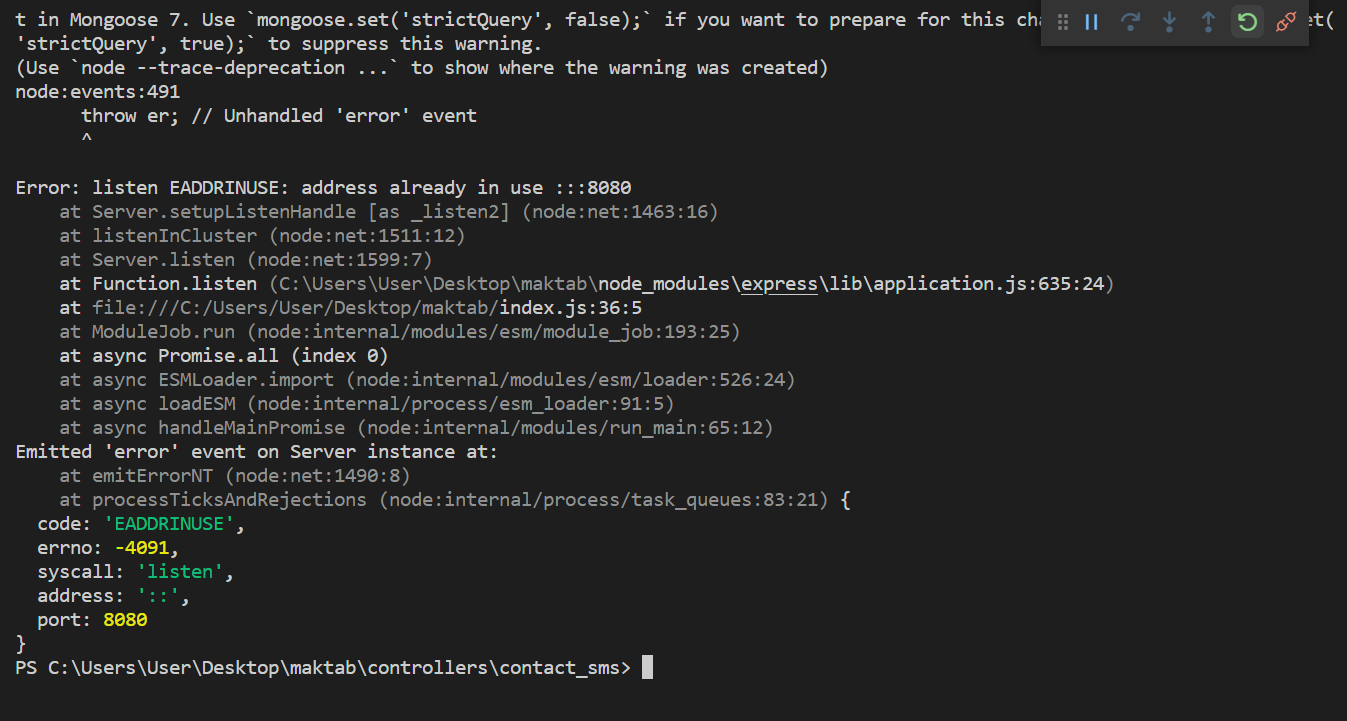 t in Mongoose 7. Use `mongoose.set('strictQuery', false);` if you want to prepare for this cha et(
'strictQuery', true);` to suppress this warning.
(Use `node --trace-deprecation ...` to show where the warning was created)
node:events:491
      throw er; // Unhandled 'error' event
      ^
Error: listen EADDRINUSE: address already in use :::8080
    at Server.setupListenHandle [as _listen2] (node:net:1463:16)
    at listenInCluster (node:net:1511:12)
    at Server.listen (node:net:1599:7)
    at Function.listen (C:\Users\User\Desktop\maktab\node_modules\express\lib\application.js:635:24)
    at file:///C:/Users/User/Desktop/maktab/index.js:36:5
    at ModuleJob.run (node:internal/modules/esm/module_job:193:25)
    at async Promise.all (index 0)
    at async ESMLoader.import (node:internal/modules/esm/loader:526:24)
    at async loadESM (node:internal/process/esm_loader:91:5)
    at async handleMainPromise (node:internal/modules/run_main:65:12)
Emitted 'error' event on Server instance at:
    at emitErrorNT (node:net:1490:8)
    at processTicksAndRejections (node:internal/process/task_queues:83:21) {
  code: 'EADDRINUSE',
  errno: -4091,
  syscall: 'listen',
  address: '::',
  port: 8080
}
PS C:\Users\User\Desktop\maktab\controllers\contact_sms>